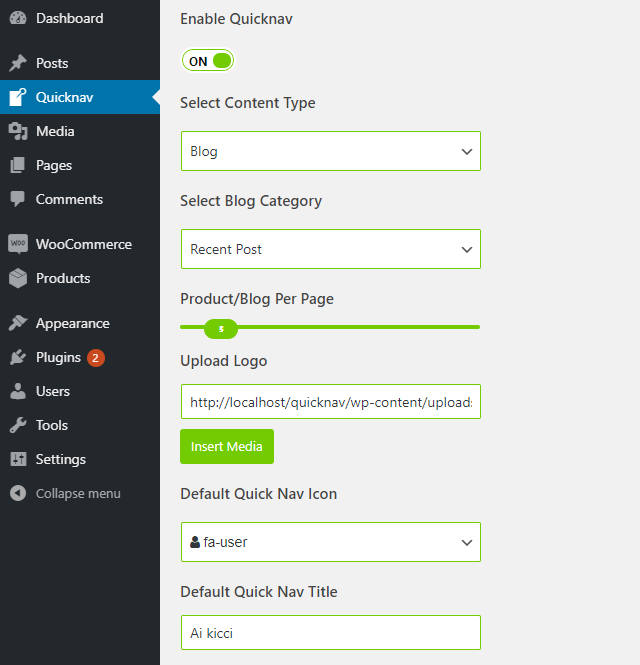 Dashboard
Posts
Quicknav
Media
Pages
Comments
WooCommerce
Products
Appearance
Plugins 2
Users
Tools
Settings
Collapse menu
Enable Quicknav
ON
Select Content Type
Blog
Select Blog Category
Recent Post
Product/Blog Per Page
5
Upload Logo
http://localhost/quicknav/wp-content/uploads
Insert Media
Default Quick Nav Icon
fa-user
Default Quick Nav Title
Ai kicci